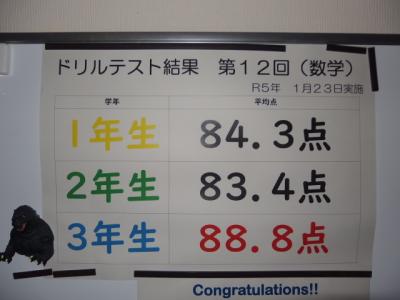 ドリルテスト結果 第12回（数学）
R5年 1月23日実施
学年 平均点
1年生 84.3点
2年生 83.4点
3年生 88.8点
Congratulations!!